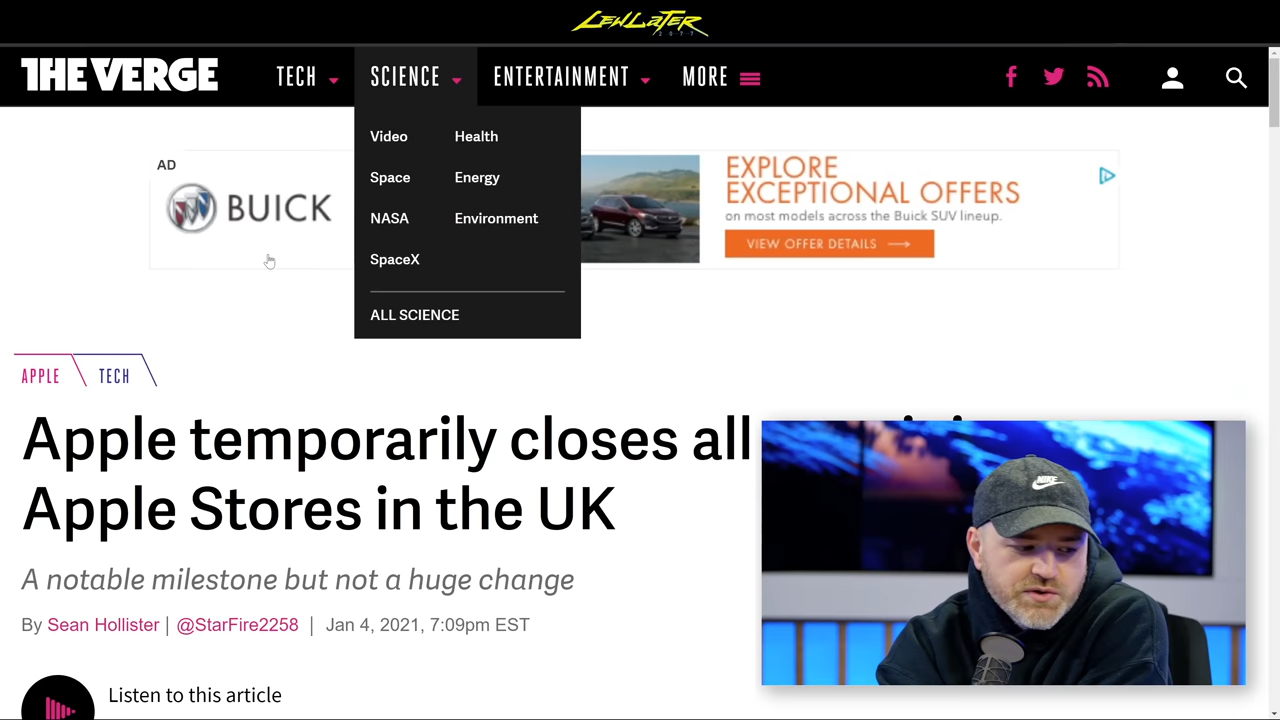 LEWLATER
2077
THE VERGE
TECH
SCIENCE
ENTERTAINMENT
MORE
Video
Health
Space
Energy
NASA
Environment
SpaceX
ALL SCIENCE
AD
BUICK
EXPLORE
EXCEPTIONAL OFFERS
on most models across the Buick SUV lineup.
VIEW OFFER DETAILS
APPLE
TECH
Apple temporarily closes all
Apple Stores in the UK
A notable milestone but not a huge change
By Sean Hollister | @StarFire2258 | Jan 4, 2021, 7:09pm EST
Listen to this article
NIKE